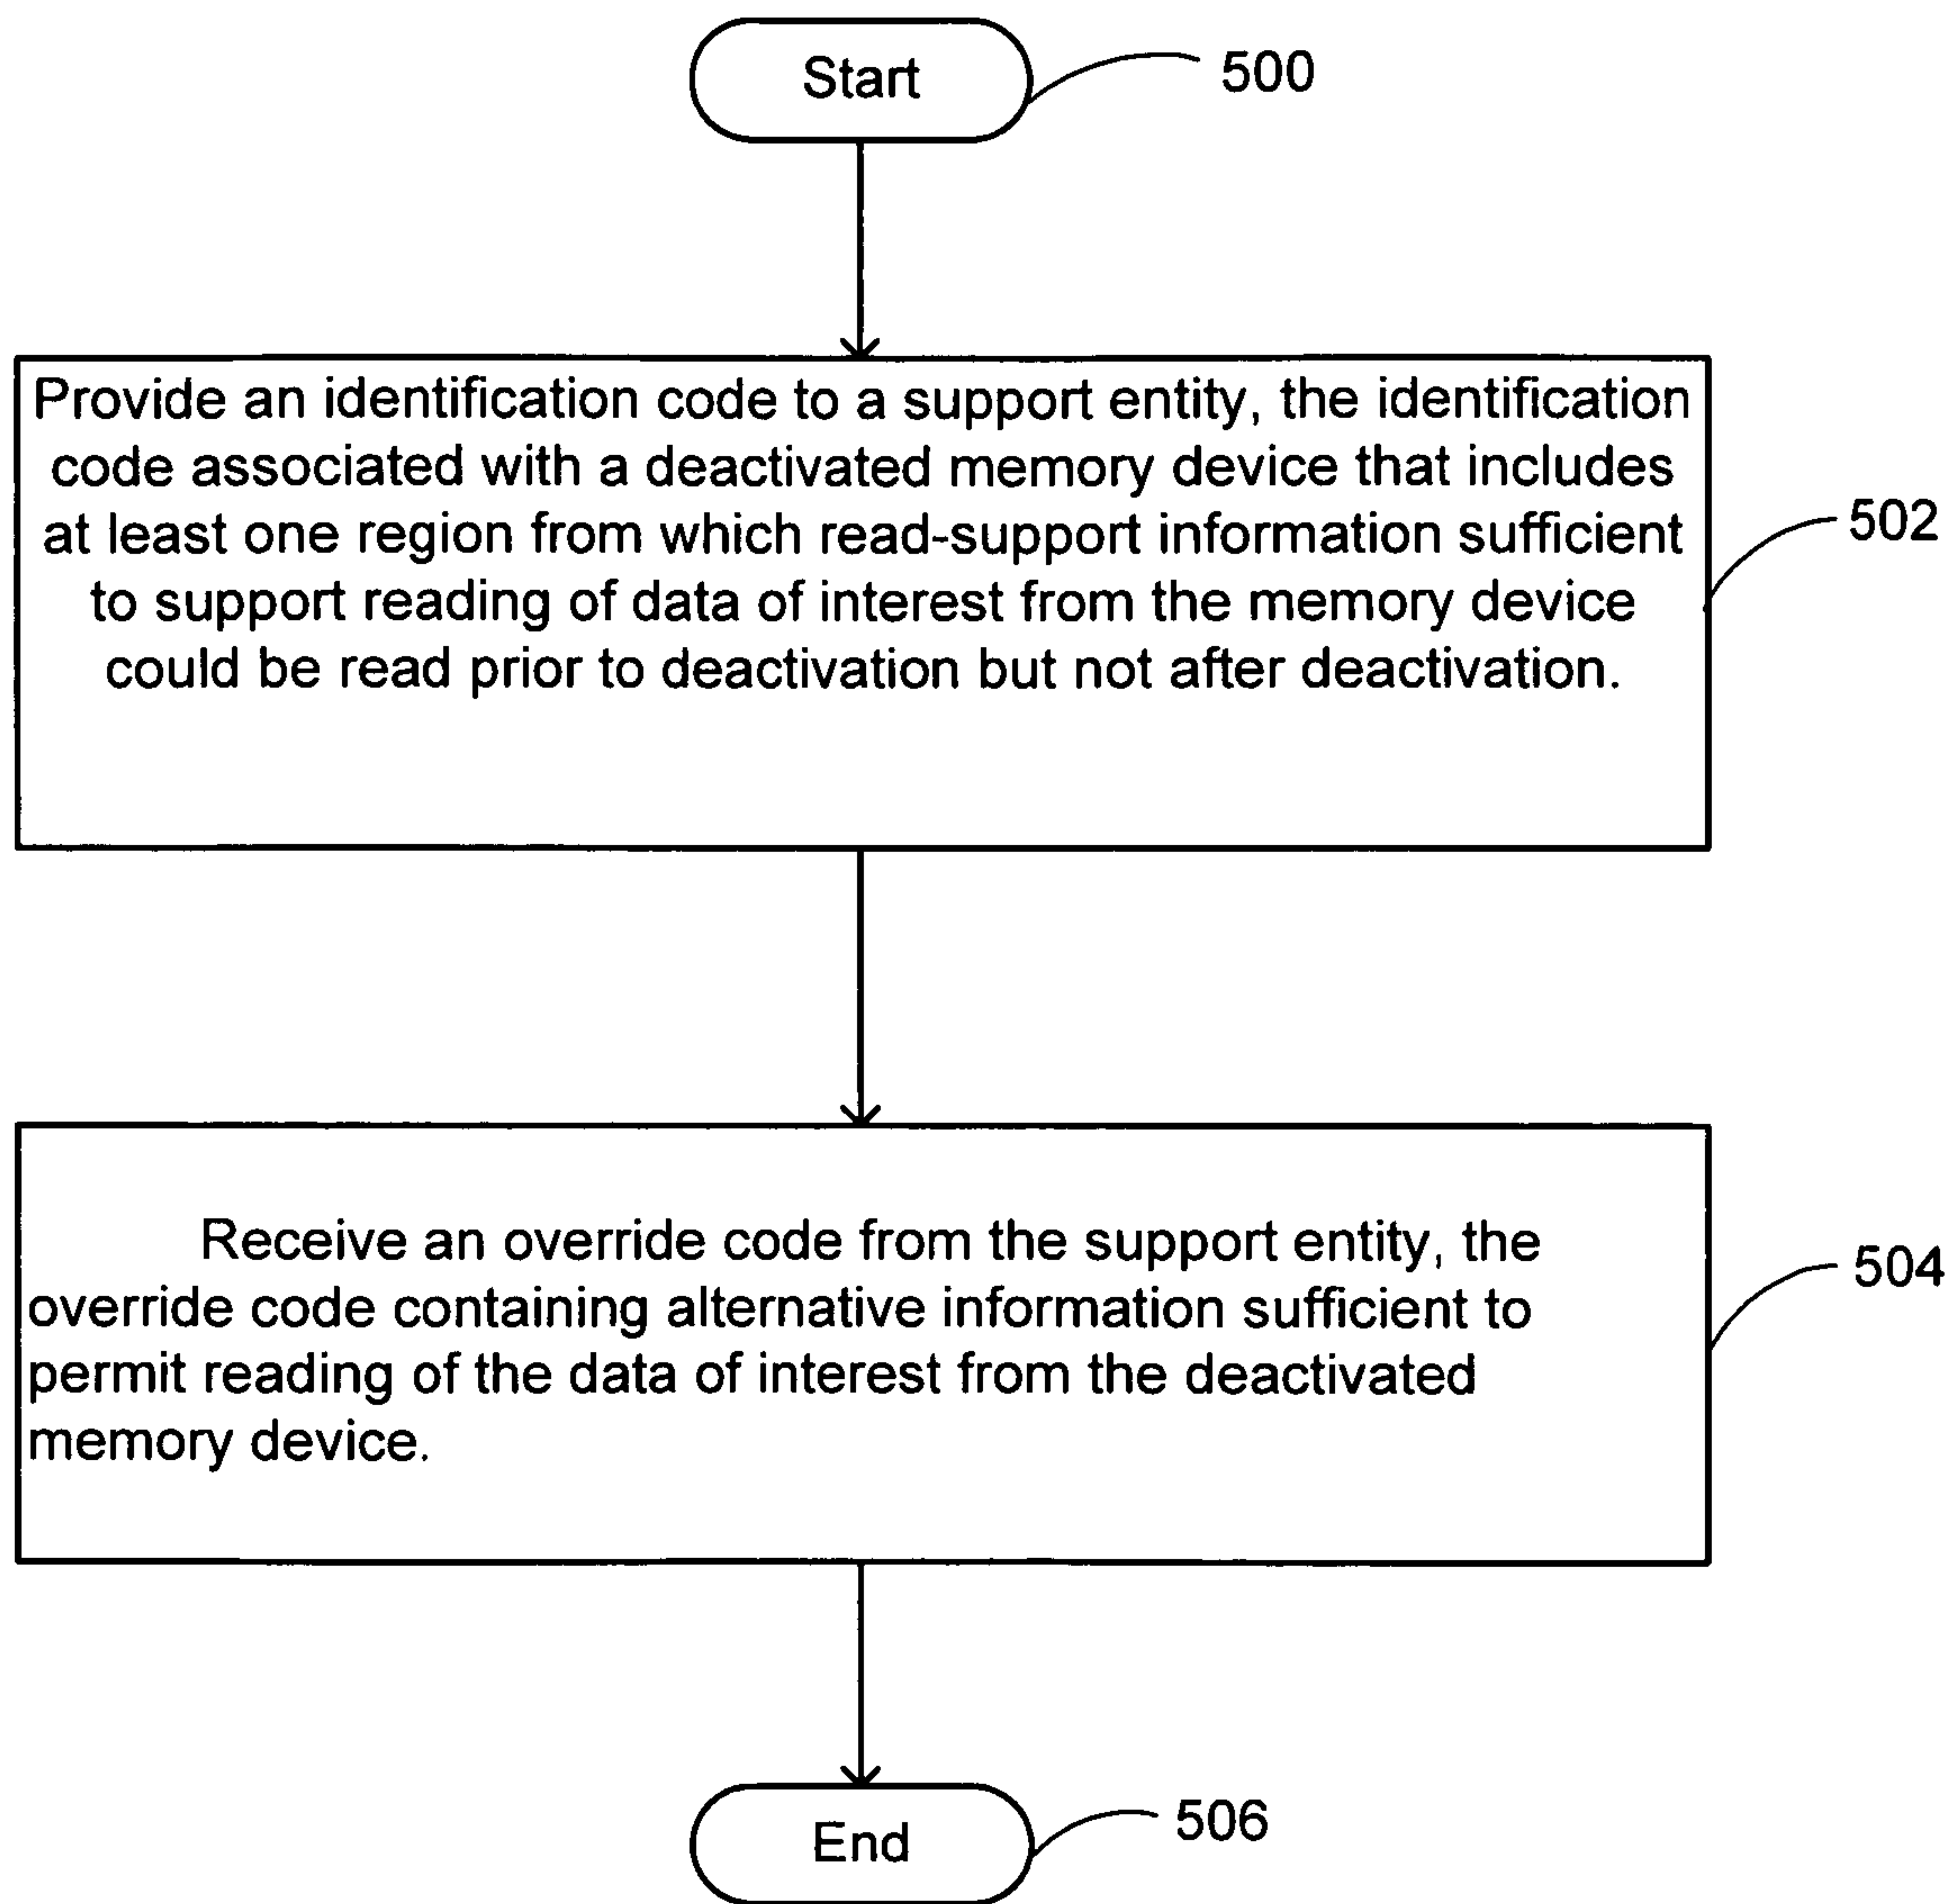 Start
500
Provide an identification code to a support entity, the identification
code associated with a deactivated memory device that includes
at least one region from which read-support information sufficient
to support reading of data of interest from the memory device
could be read prior to deactivation but not after deactivation.
502
Receive an override code from the support entity, the
override code containing alternative information sufficient to
permit reading of the data of interest from the deactivated
memory device.
504
End
506